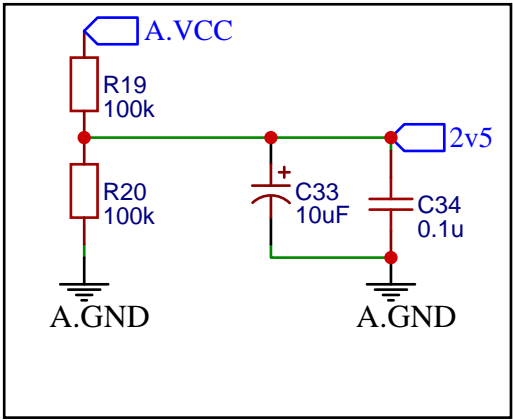 A.VCC
R19
100k
2v5
R20
100k
+
C33
10uF
C34
0.1u
A.GND
A.GND